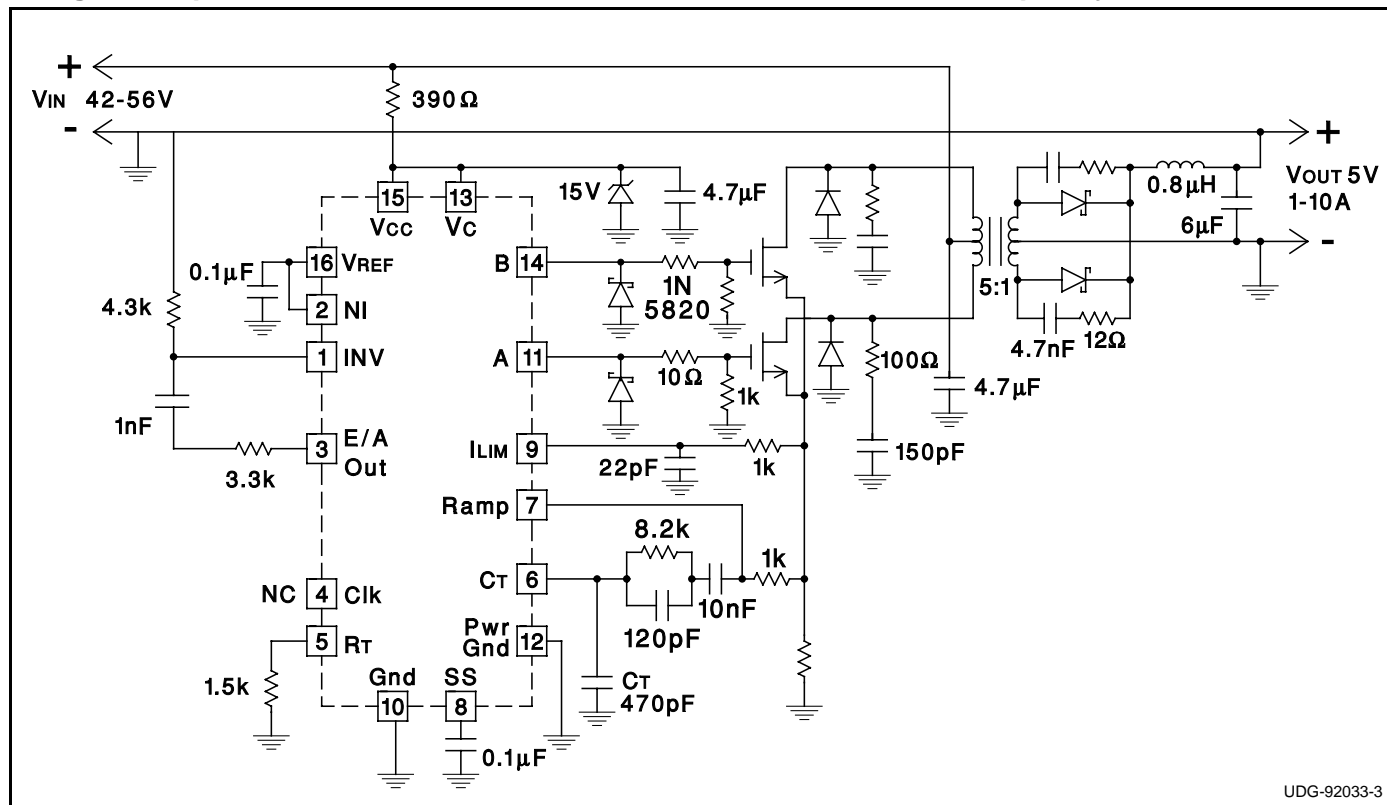 +
VIN 42-56V
-
390Ω
+
VOUT 5V
1-10A
-
15V
4.7µF
0.8µH
6µF
15
VCC
13
VC
0.1µF
16 VREF
2 NI
1 INV
4.3k
1nF
3 E/A
Out
3.3k
NC 4 Clk
5 RT
1.5k
Gnd
10
SS
8
0.1µF
B 14
1N
5820
A 11
10Ω
1k
ILIM 9
22pF
1k
Ramp 7
8.2k
1k
CT 6
10nF
120pF
Pwr
Gnd 12
CT
470pF
100Ω
150pF
4.7µF
5:1
4.7nF
12Ω
UDG-92033-3